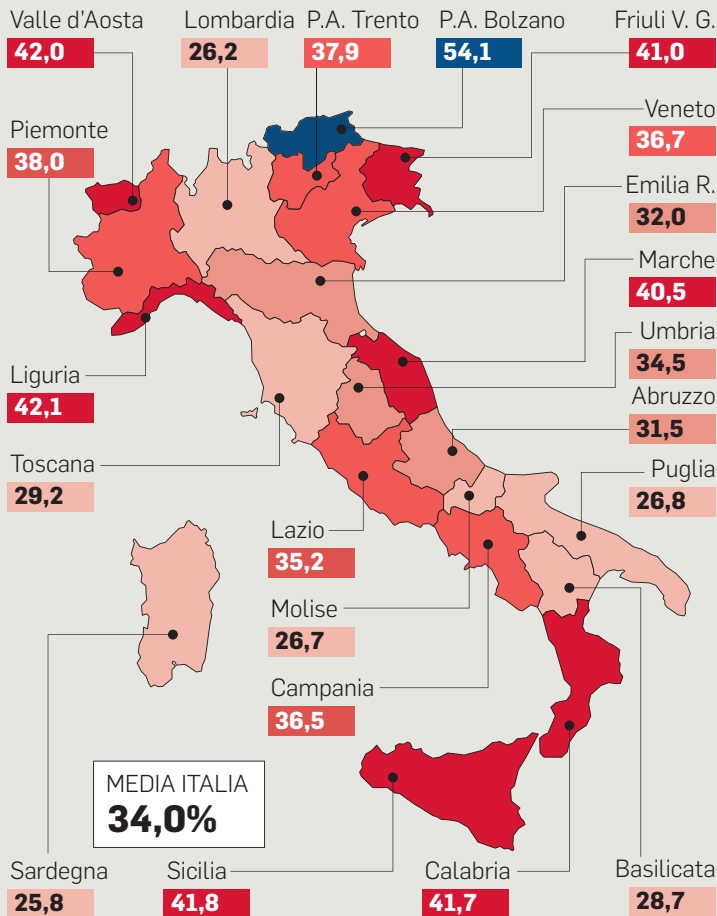 Valle d'Aosta
42,0
Lombardia
26,2
P.A. Trento
37,9
P.A. Bolzano
54,1
Friuli V. G.
41,0
Piemonte
38,0
Veneto
36,7
Emilia R.
32,0
Marche
40,5
Umbria
34,5
Liguria
42,1
Abruzzo
31,5
Toscana
29,2
Puglia
26,8
Lazio
35,2
Molise
26,7
Campania
36,5
MEDIA ITALIA
34,0%
Sardegna
25,8
Sicilia
41,8
Calabria
41,7
Basilicata
28,7